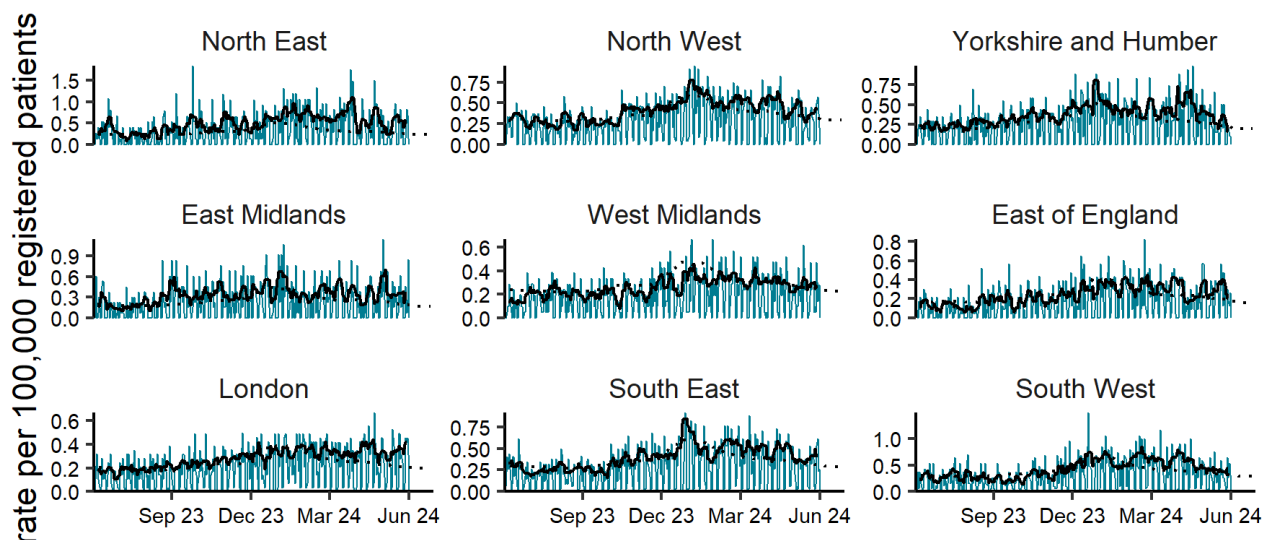 rate per 100,000 registered patients
North East
1.5
1.0
0.5
0.0
North West
0.75
0.50
0.25
0.00
Yorkshire and Humber
0.75
0.50
0.25
0.00
East Midlands
0.9
0.6
0.3
0.0
West Midlands
0.6
0.4
0.2
0.0
East of England
0.8
0.6
0.4
0.2
0.0
London
0.6
0.4
0.2
0.0
Sep 23 Dec 23 Mar 24 Jun 24
South East
0.75
0.50
0.25
0.00
Sep 23 Dec 23 Mar 24 Jun 24
South West
1.0
0.5
0.0
Sep 23 Dec 23 Mar 24 Jun 24